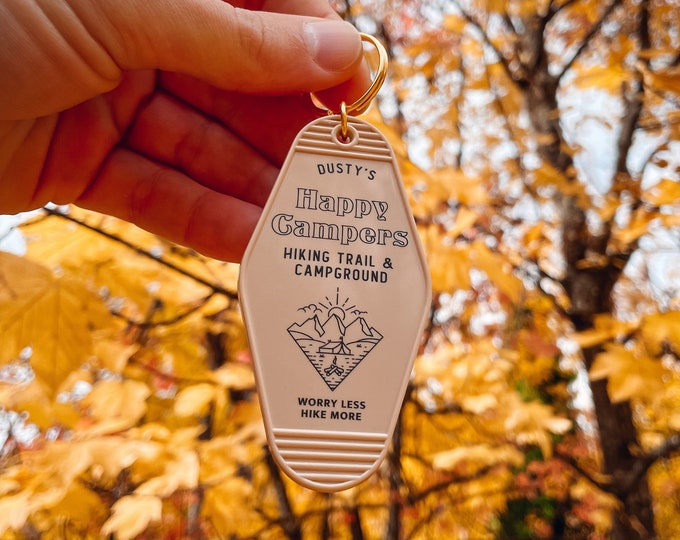 DUSTY'S
Happy
Campers
HIKING TRAIL &
CAMPGROUND
WORRY LESS
HIKE MORE